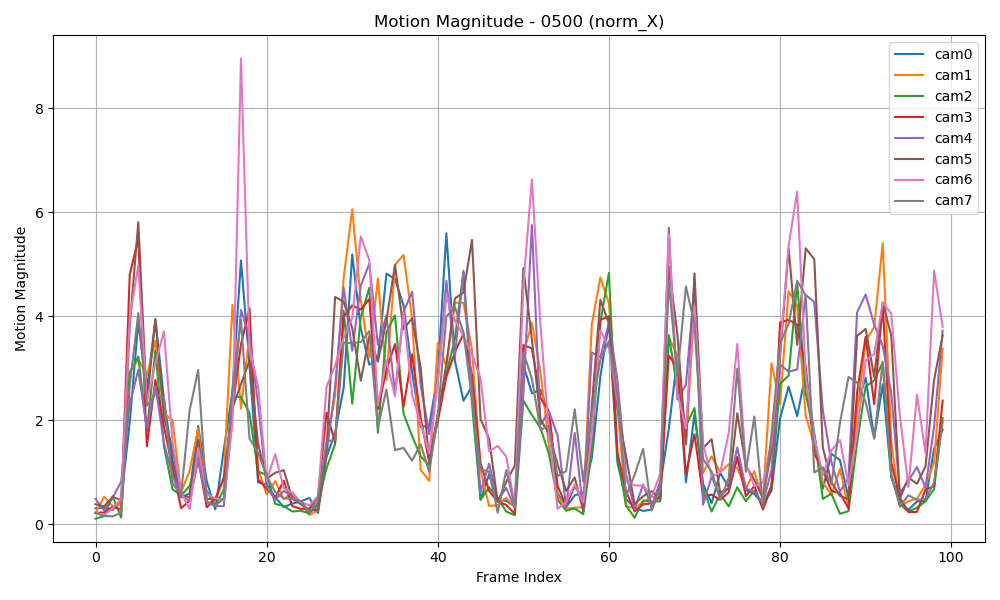 Motion Magnitude - 0500 (norm_X)
cam0
cam1
cam2
cam3
cam4
cam5
cam6
cam7
8
6
4
2
0
Motion Magnitude
0
20
40
60
80
100
Frame Index